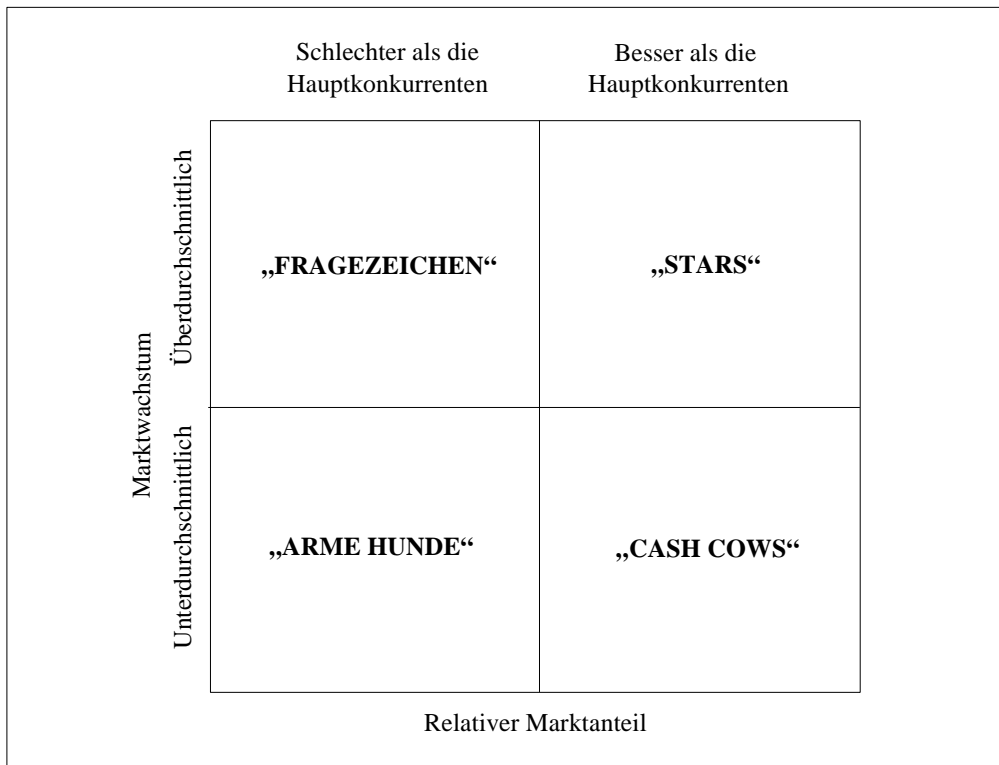 Schlechter als die
Hauptkonkurrenten
Besser als die
Hauptkonkurrenten
Marktwachstum
Überdurchschnittlich
„FRAGEZEICHEN“
„STARS“
Unterdurchschnittlich
„ARME HUNDE“
„CASH COWS“
Relativer Marktanteil